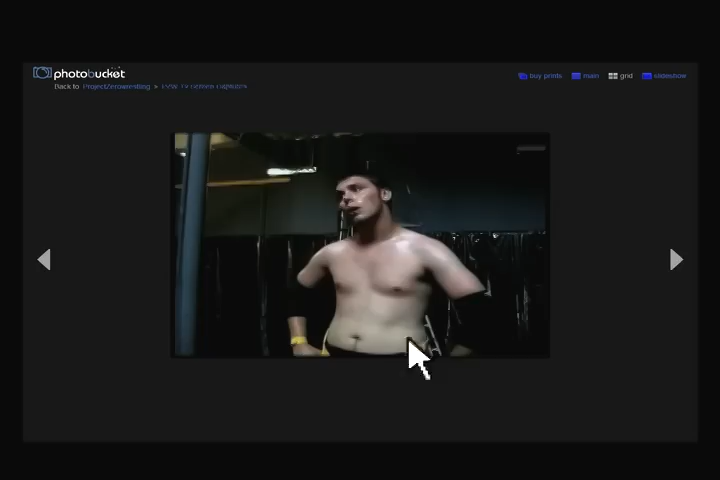 photobucket
buy prints main grid slideshow
Back to ProjectZerowrestling »